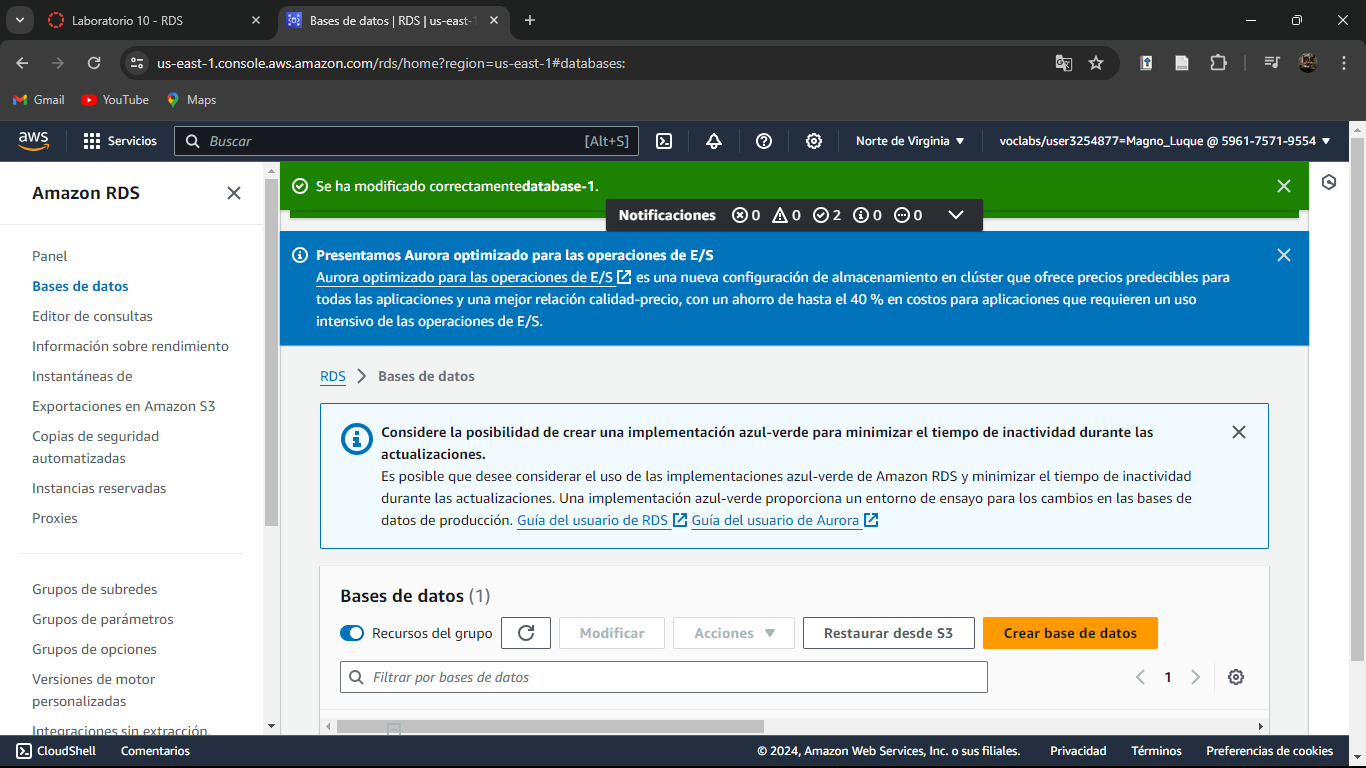 Laboratorio 10 - RDS
Bases de datos | RDS | us-east-1
us-east-1.console.aws.amazon.com/rds/home?region=us-east-1#databases:
Gmail
YouTube
Maps
aws
Servicios
Buscar
[Alt+S]
Norte de Virginia
voclabs/user3254877=Magno_Luque @ 5961-7571-9554
Amazon RDS
Panel
Bases de datos
Editor de consultas
Información sobre rendimiento
Instantáneas de
Exportaciones en Amazon S3
Copias de seguridad
automatizadas
Instancias reservadas
Proxies
Grupos de subredes
Grupos de parámetros
Grupos de opciones
Versiones de motor
personalizadas
Integraciones sin extracción,
Se ha modificado correctamentedatabase-1.
Notificaciones 0 0 2 0 0
Presentamos Aurora optimizado para las operaciones de E/S
Aurora optimizado para las operaciones de E/S es una nueva configuración de almacenamiento en clúster que ofrece precios predecibles para
todas las aplicaciones y una mejor relación calidad-precio, con un ahorro de hasta el 40 % en costos para aplicaciones que requieren un uso
intensivo de las operaciones de E/S.
RDS > Bases de datos
Considere la posibilidad de crear una implementación azul-verde para minimizar el tiempo de inactividad durante las
actualizaciones.
Es posible que desee considerar el uso de las implementaciones azul-verde de Amazon RDS y minimizar el tiempo de inactividad
durante las actualizaciones. Una implementación azul-verde proporciona un entorno de ensayo para los cambios en las bases de
datos de producción. Guía del usuario de RDS Guía del usuario de Aurora
Bases de datos (1)
Recursos del grupo
Modificar
Acciones
Restaurar desde S3
Crear base de datos
Filtrar por bases de datos
1
CloudShell
Comentarios
© 2024, Amazon Web Services, Inc. o sus filiales.
Privacidad
Términos
Preferencias de cookies